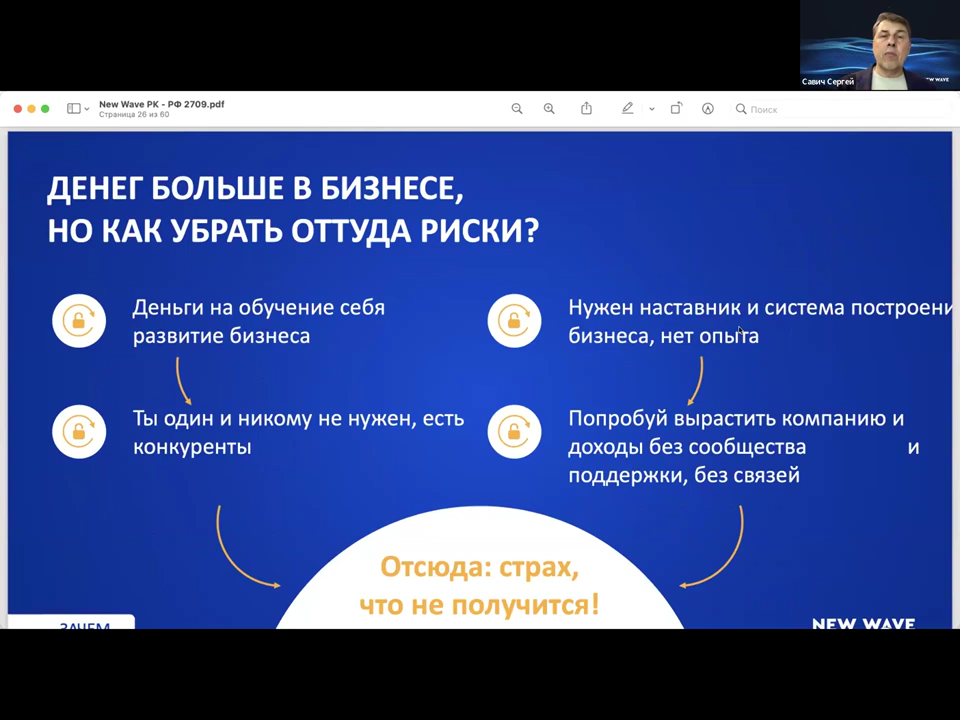 Савич Сергей
NEW WAVE
New Wave РК - РФ 2709.pdf
Страница 26 из 60
Поиск
ДЕНЕГ БОЛЬШЕ В БИЗНЕСЕ,
НО КАК УБРАТЬ ОТТУДА РИСКИ?
Деньги на обучение себя
развитие бизнеса
Нужен наставник и система построени
бизнеса, нет опыта
Ты один и никому не нужен, есть
конкуренты
Попробуй вырастить компанию и
доходы без сообщества и
поддержки, без связей
Отсюда: страх,
что не получится!
ЗАЧЕМ
NEW WAVE